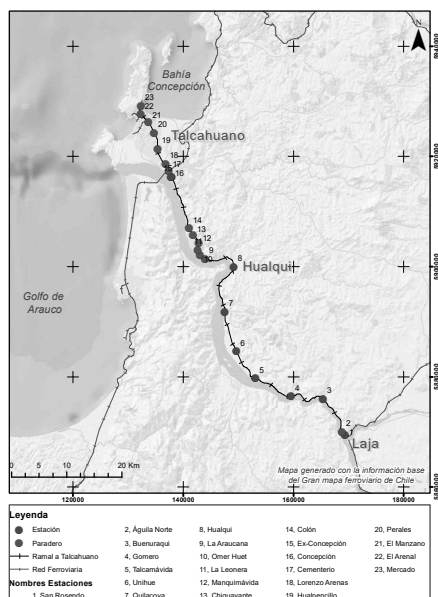 N
5940000
Bahía
Concepción
23
22
21
20
Talcahuano
19
5920000
18
17
16
14
13
12
11
9
10
8
Hualqui
5900000
Golfo de
Arauco
7
6
5
5880000
4
3
2
1
Laja
0 5 10 20 Km
Mapa generado con la información base
del Gran mapa ferroviario de Chile
5860000
120000 140000 160000 180000
Leyenda
Estación
Paradero
Ramal a Talcahuano
Red Ferroviaria
Nombres Estaciones
1, San Rosendo
2, Águila Norte
3, Buenuraqui
4, Gomero
5, Talcamávida
6, Unihue
7, Quilacoya
8, Hualqui
9, La Araucana
10, Omer Huet
11, La Leonera
12, Manquimávida
13, Chiguayante
14, Colón
15, Ex-Concepción
16, Concepción
17, Cementerio
18, Lorenzo Arenas
19, Hualpencillo
20, Perales
21, El Manzano
22, El Arenal
23, Mercado